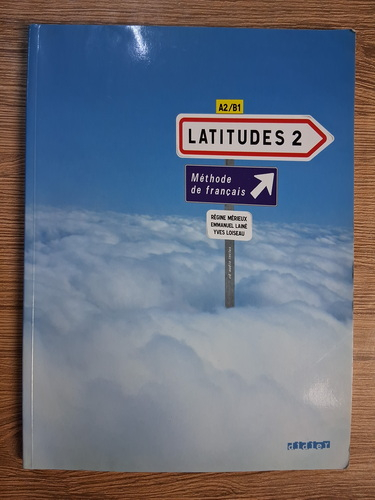 A2/B1
LATITUDES 2
Méthode
de français
RÉGINE MÉRIEUX
EMMANUEL LAINÉ
YVES LOISEAU
didier